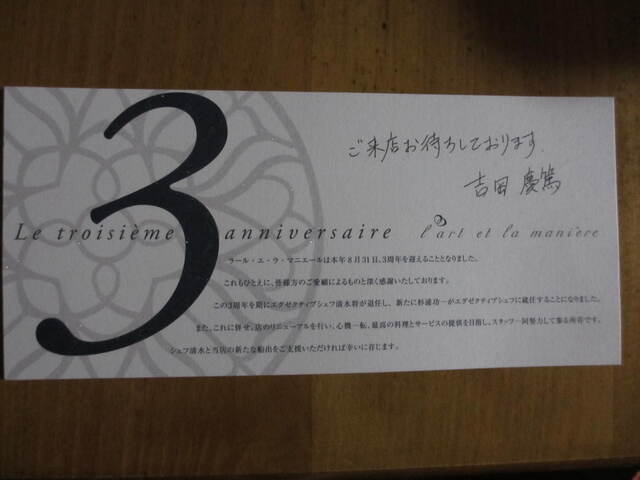 3
ご来店お待ちしております.
吉田 慶篤
Le troisième anniversaire l'art et la manière
ラール・エ・ラ・マニエールは本年8月31日、3周年を迎えることとなりました。
これもひとえに、皆様方のご愛顧によるものと深く感謝いたしております。
この3周年を期にエグゼクティブシェフ清水将が退任し、新たに杉浦功一がエグゼクティブシェフに就任することになりました。
また、これに併せ、店のリニューアルを行い、心機一転、最高の料理とサービスの提供を目指し、スタッフ一同努力して参る所存です。
シェフ清水と当店の新たな船出をご支援いただければ幸いに存じます。